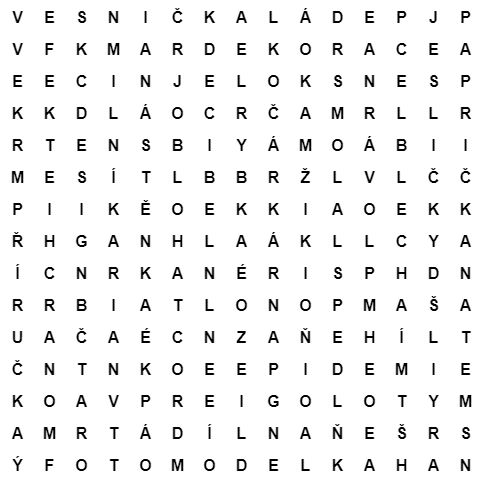 V E S N I Č K A L Á D E P J P
V F K M A R D E K O R A C E A
E E C I N J E L O K S N E S P
K K D L Á O C R Č A M R L L R
R T E N S B I Y Á M O Á B I I
M E S Í T L B B R Ž L V L Č Č
P I I K Ě O E K K I A O E K K
Ř H G A N H L A Á K L L C Y A
Í C N R K A N É R I S P H D N
R R B I A T L O N O P M A Š A
U A Č A É C N Z A Ň E H Í L T
Č N T N K O E E P I D E M I E
K O A V P R E I G O L O T Y M
A M R T Á D Í L N A Ň E Š R S
Ý F O T O M O D E L K A H A N